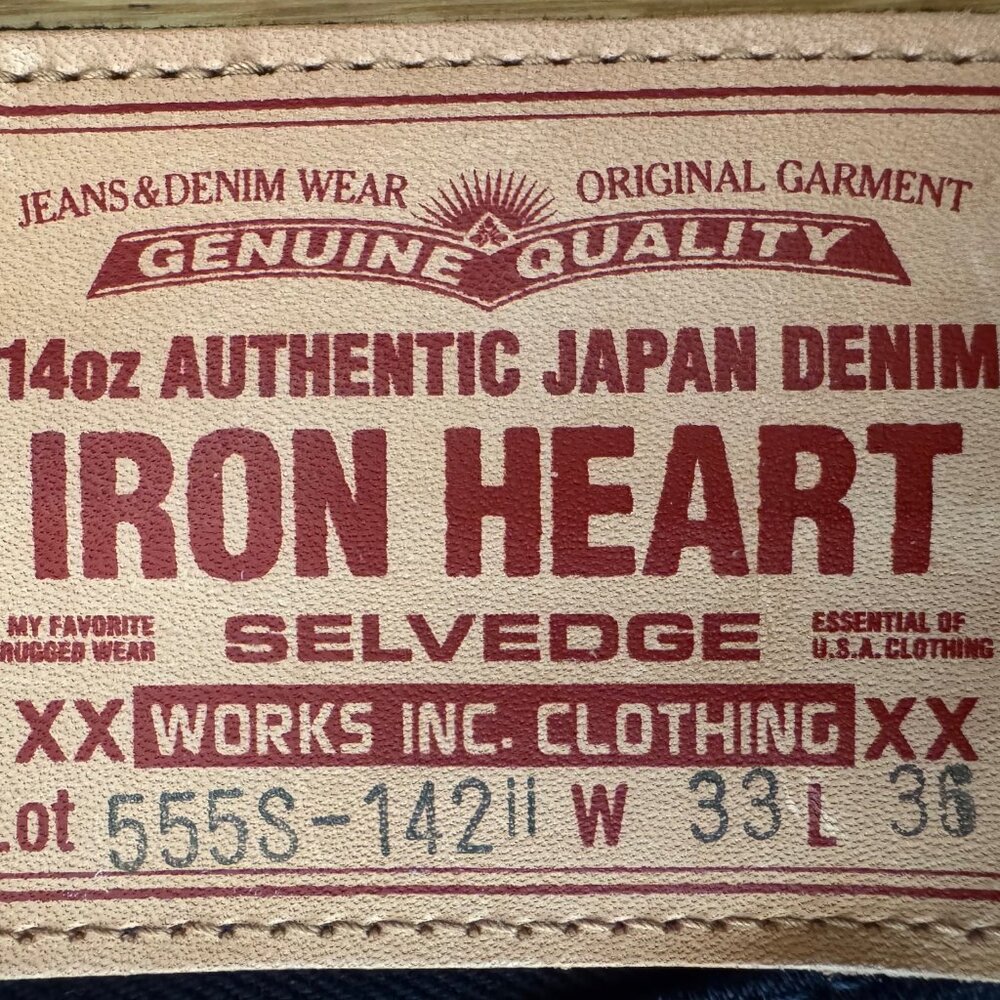 JEANS & DENIM WEAR ORIGINAL GARMENT
GENUINE QUALITY
14oz AUTHENTIC JAPAN DENIM
IRON HEART
MY FAVORITE RUGGED WEAR
SELVEDGE
ESSENTIAL OF U.S.A. CLOTHING
XX WORKS INC. CLOTHING XX
Lot 555S-142ii W 33 L 36